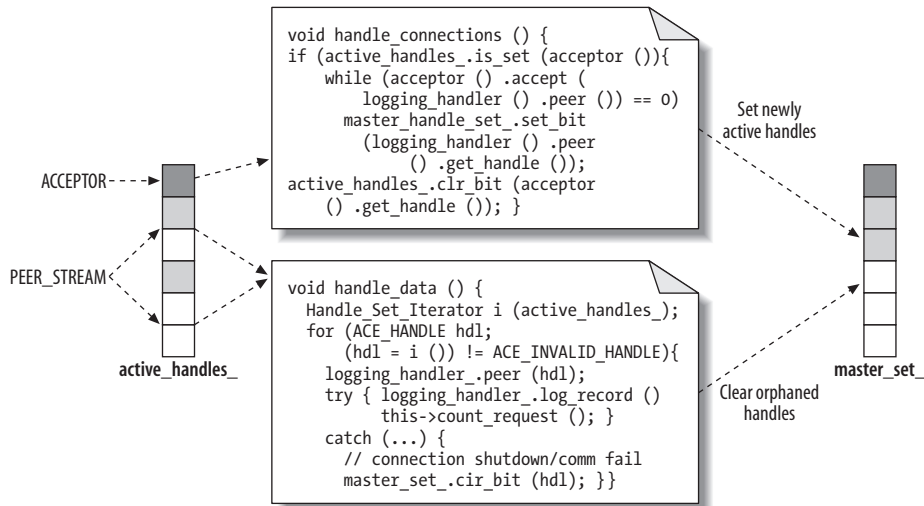 void handle_connections () {
if (active_handles_.is_set (acceptor ()){
while (acceptor () .accept (
logging_handler () .peer ()) == 0)
master_handle_set_.set_bit
(logging_handler () .peer
() .get_handle ());
active_handles_.clr_bit (acceptor
() .get_handle ()); }
Set newly
active handles
ACCEPTOR
PEER_STREAM
active_handles_
void handle_data () {
Handle_Set_Iterator i (active_handles_);
for (ACE_HANDLE hdl;
(hdl = i ()) != ACE_INVALID_HANDLE){
logging_handler_.peer (hdl);
try { logging_handler_.log_record ()
this->count_request (); }
catch (...) {
// connection shutdown/comm fail
master_set_.cir_bit (hdl); }}
master_set_
Clear orphaned
handles